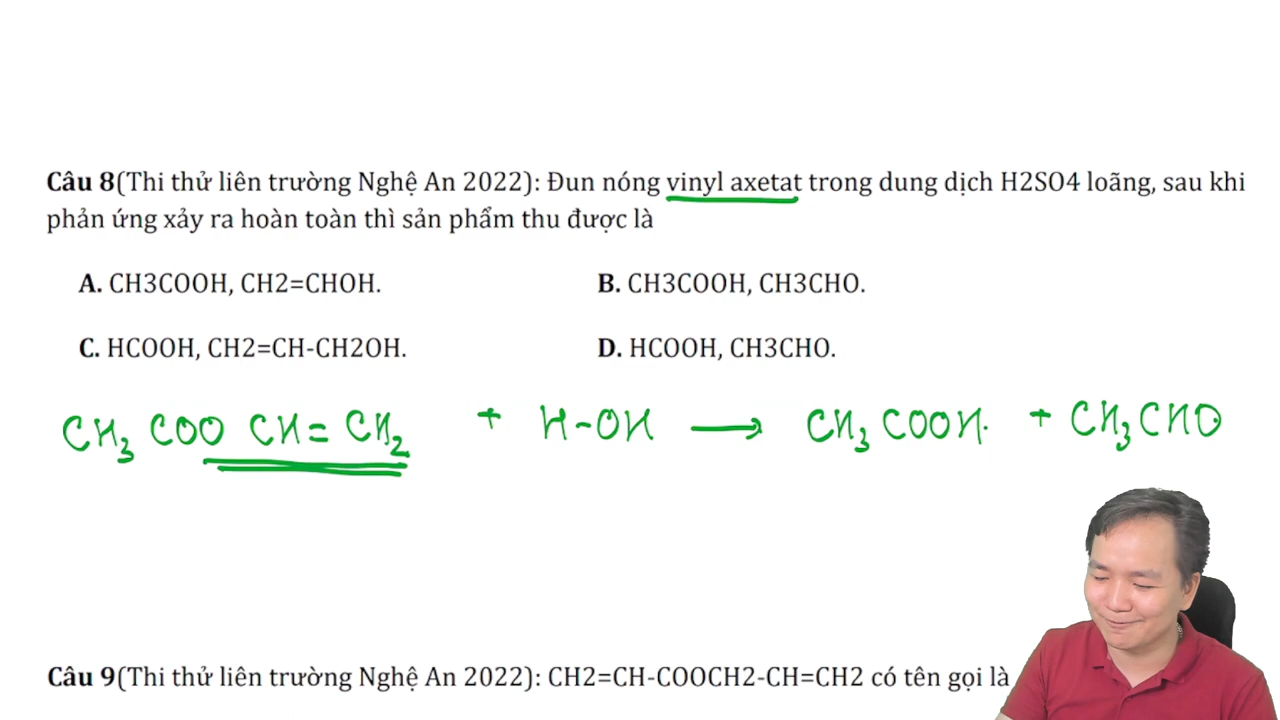 Câu 8(Thi thử liên trường Nghệ An 2022): Đun nóng vinyl axetat trong dung dịch H2SO4 loãng, sau khi
phản ứng xảy ra hoàn toàn thì sản phẩm thu được là
A. CH3COOH, CH2=CHOH. B. CH3COOH, CH3CHO.
C. HCOOH, CH2=CH-CH2OH. D. HCOOH, CH3CHO.
CH₃ COO CH = CH₂ + H-OH → CH₃ COOH + CH₃ CHO
Câu 9(Thi thử liên trường Nghệ An 2022): CH2=CH-COOCH2-CH=CH2 có tên gọi là